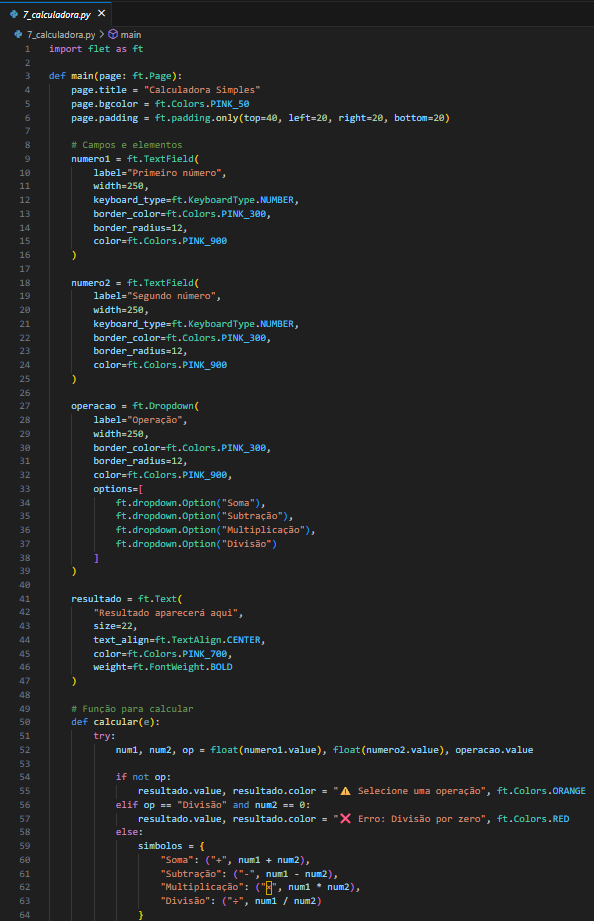 7_calculadora.py ×
7_calculadora.py > main
1 import flet as ft
2
3 def main(page: ft.Page):
4     page.title = "Calculadora Simples"
5     page.bgcolor = ft.Colors.PINK_50
6     page.padding = ft.padding.only(top=40, left=20, right=20, bottom=20)
7
8     # Campos e elementos
9     numero1 = ft.TextField(
10         label="Primeiro número",
11         width=250,
12         keyboard_type=ft.KeyboardType.NUMBER,
13         border_color=ft.Colors.PINK_300,
14         border_radius=12,
15         color=ft.Colors.PINK_900
16     )
17
18     numero2 = ft.TextField(
19         label="Segundo número",
20         width=250,
21         keyboard_type=ft.KeyboardType.NUMBER,
22         border_color=ft.Colors.PINK_300,
23         border_radius=12,
24         color=ft.Colors.PINK_900
25     )
26
27     operacao = ft.Dropdown(
28         label="Operação",
29         width=250,
30         border_color=ft.Colors.PINK_300,
31         border_radius=12,
32         color=ft.Colors.PINK_900,
33         options=[
34             ft.dropdown.Option("Soma"),
35             ft.dropdown.Option("Subtração"),
36             ft.dropdown.Option("Multiplicação"),
37             ft.dropdown.Option("Divisão")
38         ]
39     )
40
41     resultado = ft.Text(
42         "Resultado aparecerá aqui",
43         size=22,
44         text_align=ft.TextAlign.CENTER,
45         color=ft.Colors.PINK_700,
46         weight=ft.FontWeight.BOLD
47     )
48
49     # Função para calcular
50     def calcular(e):
51         try:
52             num1, num2, op = float(numero1.value), float(numero2.value), operacao.value
53
54             if not op:
55                 resultado.value, resultado.color = "⚠️ Selecione uma operação", ft.Colors.ORANGE
56             elif op == "Divisão" and num2 == 0:
57                 resultado.value, resultado.color = "❌ Erro: Divisão por zero", ft.Colors.RED
58             else:
59                 simbolos = {
60                     "Soma": ("+", num1 + num2),
61                     "Subtração": ("-", num1 - num2),
62                     "Multiplicação": ("×", num1 * num2),
63                     "Divisão": ("÷", num1 / num2)
64                 }